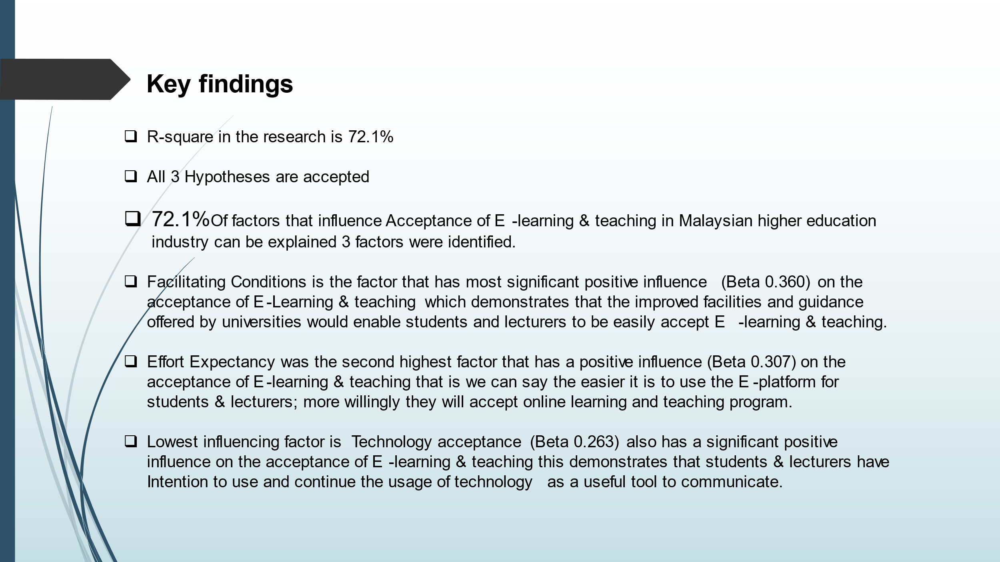 Key findings
❑ R-square in the research is 72.1%
❑ All 3 Hypotheses are accepted
❑ 72.1%Of factors that influence Acceptance of E -learning & teaching in Malaysian higher education
industry can be explained 3 factors were identified.
❑ Facilitating Conditions is the factor that has most significant positive influence (Beta 0.360) on the
acceptance of E-Learning & teaching which demonstrates that the improved facilities and guidance
offered by universities would enable students and lecturers to be easily accept E -learning & teaching.
❑ Effort Expectancy was the second highest factor that has a positive influence (Beta 0.307) on the
acceptance of E-learning & teaching that is we can say the easier it is to use the E -platform for
students & lecturers; more willingly they will accept online learning and teaching program.
❑ Lowest influencing factor is Technology acceptance (Beta 0.263) also has a significant positive
influence on the acceptance of E -learning & teaching this demonstrates that students & lecturers have
Intention to use and continue the usage of technology as a useful tool to communicate.